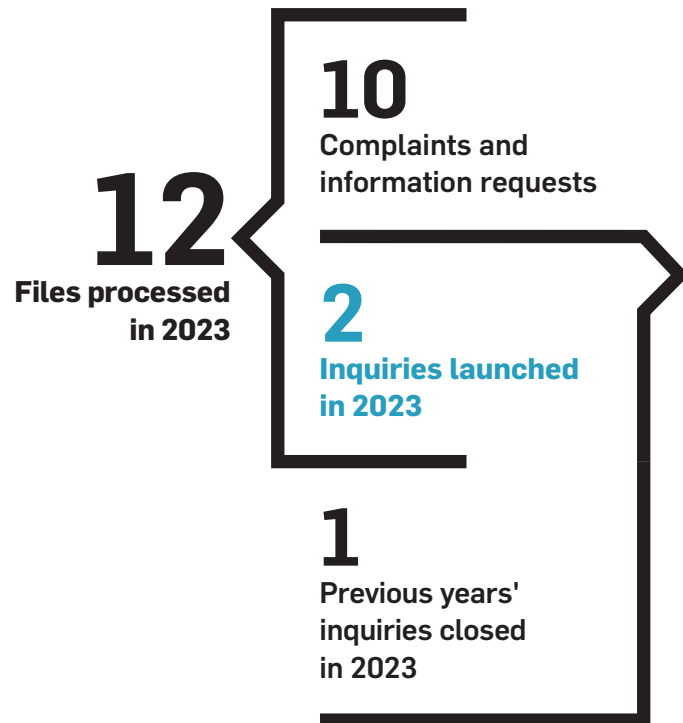 12
Files processed
in 2023
10
Complaints and
information requests
2
Inquiries launched
in 2023
1
Previous years'
inquiries closed
in 2023